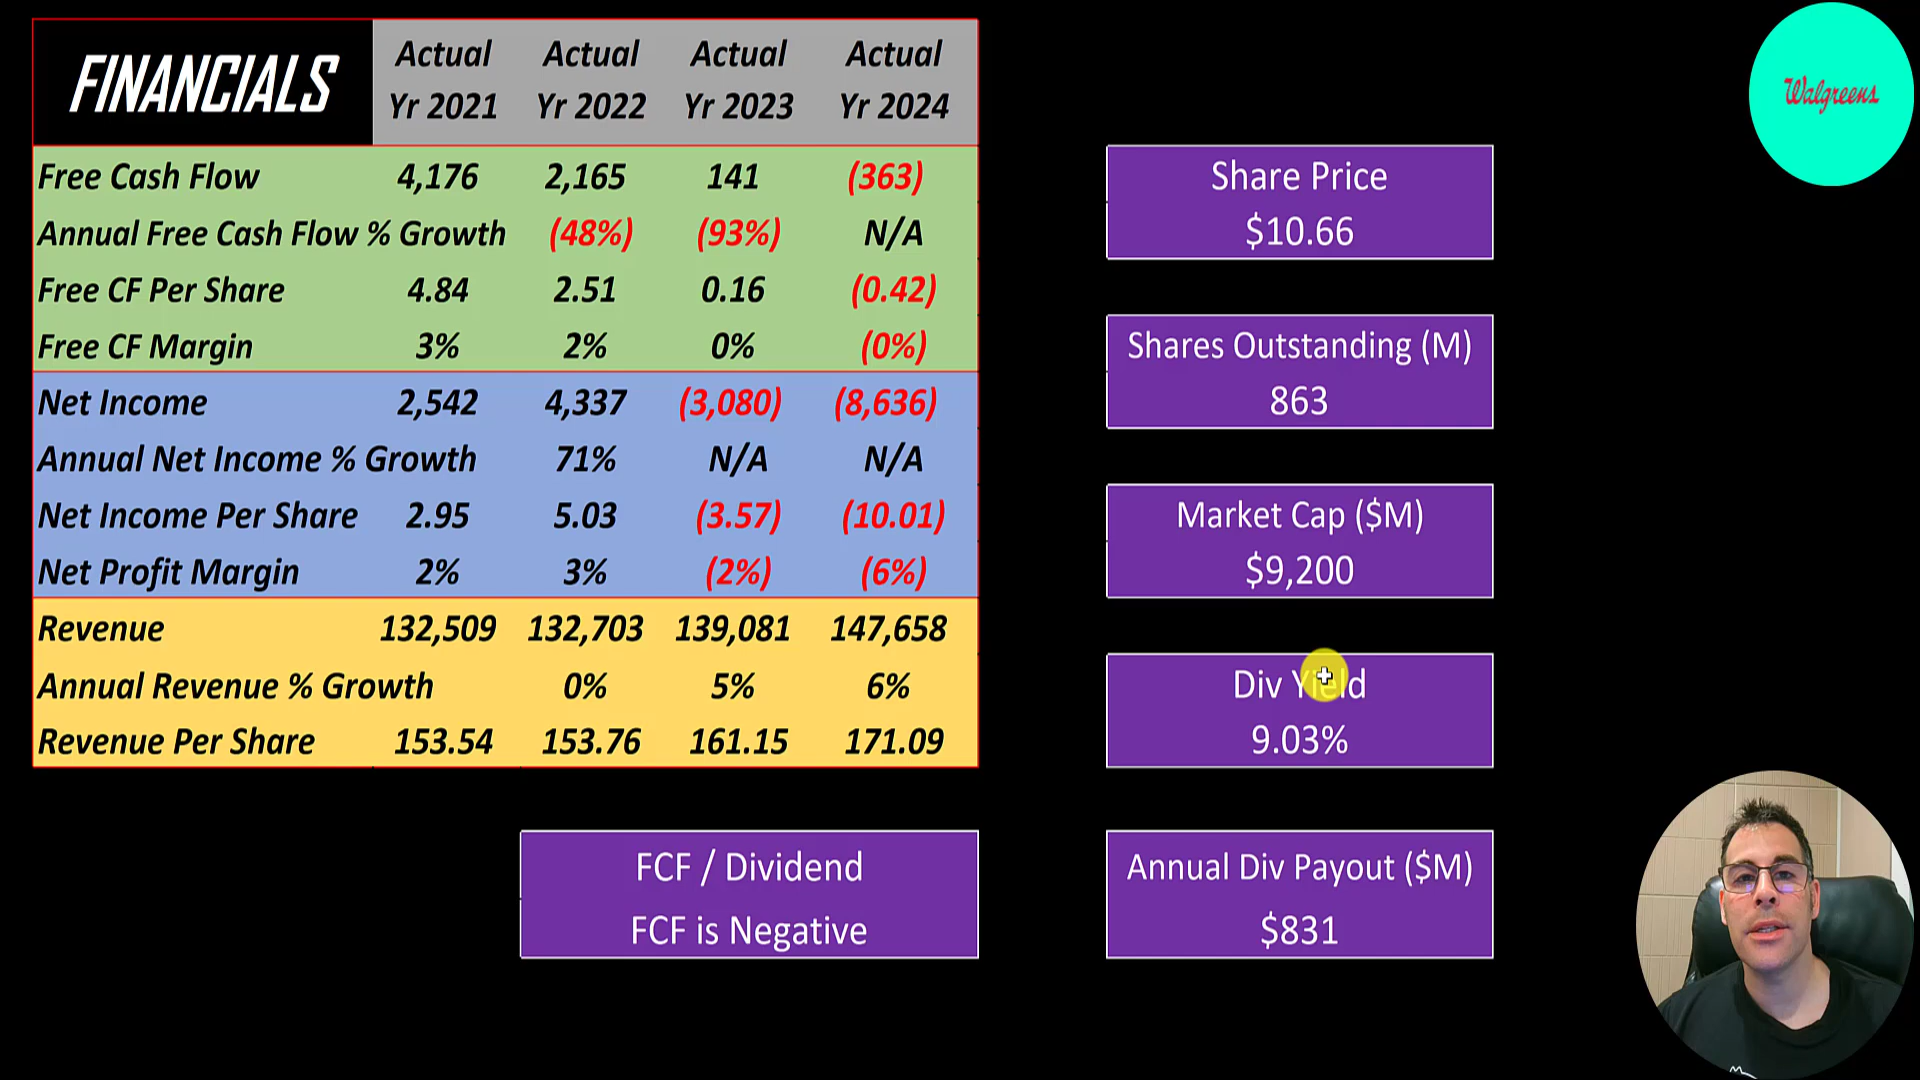 FINANCIALS
Actual Actual Actual Actual
Yr 2021 Yr 2022 Yr 2023 Yr 2024
Free Cash Flow 4,176 2,165 141 (363)
Annual Free Cash Flow % Growth (48%) (93%) N/A
Free CF Per Share 4.84 2.51 0.16 (0.42)
Free CF Margin 3% 2% 0% (0%)
Net Income 2,542 4,337 (3,080) (8,636)
Annual Net Income % Growth 71% N/A N/A
Net Income Per Share 2.95 5.03 (3.57) (10.01)
Net Profit Margin 2% 3% (2%) (6%)
Revenue 132,509 132,703 139,081 147,658
Annual Revenue % Growth 0% 5% 6%
Revenue Per Share 153.54 153.76 161.15 171.09
FCF / Dividend
FCF is Negative
Walgreens
Share Price
$10.66
Shares Outstanding (M)
863
Market Cap ($M)
$9,200
Div Yield
9.03%
Annual Div Payout ($M)
$831